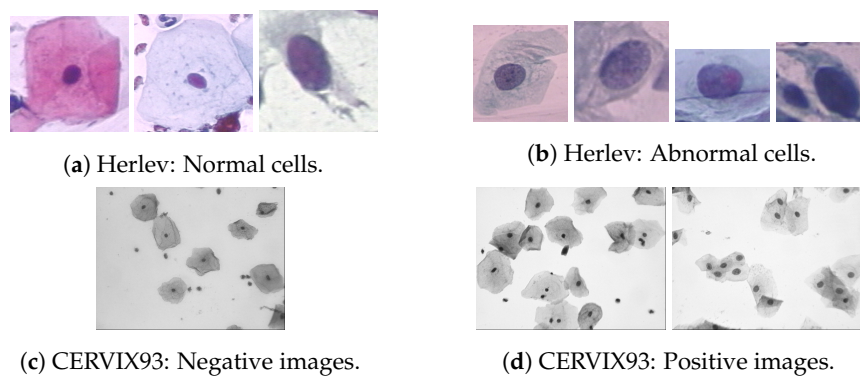 (a) Herlev: Normal cells.
(b) Herlev: Abnormal cells.
(c) CERVIX93: Negative images.
(d) CERVIX93: Positive images.